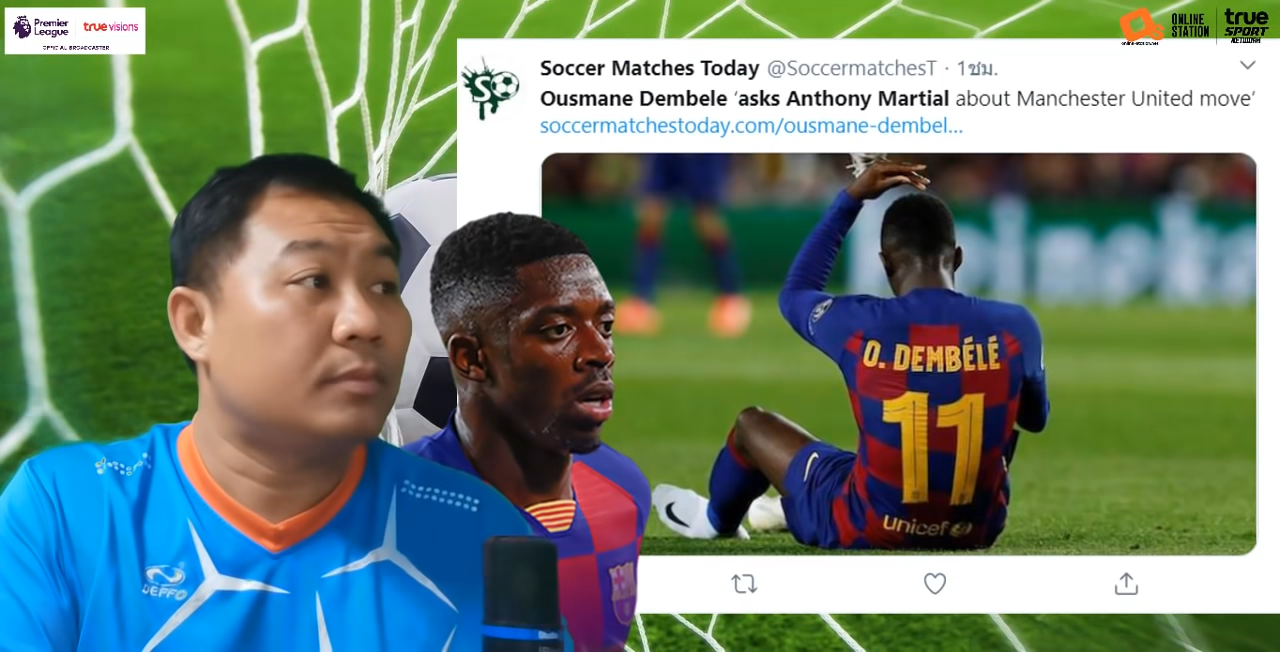 Premier League
true visions
OFFICIAL BROADCASTER
ONLINE STATION
true SPORT NETWORK
Soccer Matches Today @SoccermatchesT · 1ชม.
Ousmane Dembele ‘asks Anthony Martial about Manchester United move’
soccermatchestoday.com/ousmane-dembel...
O. DEMBÉLÉ
11
unicef
DEFFO